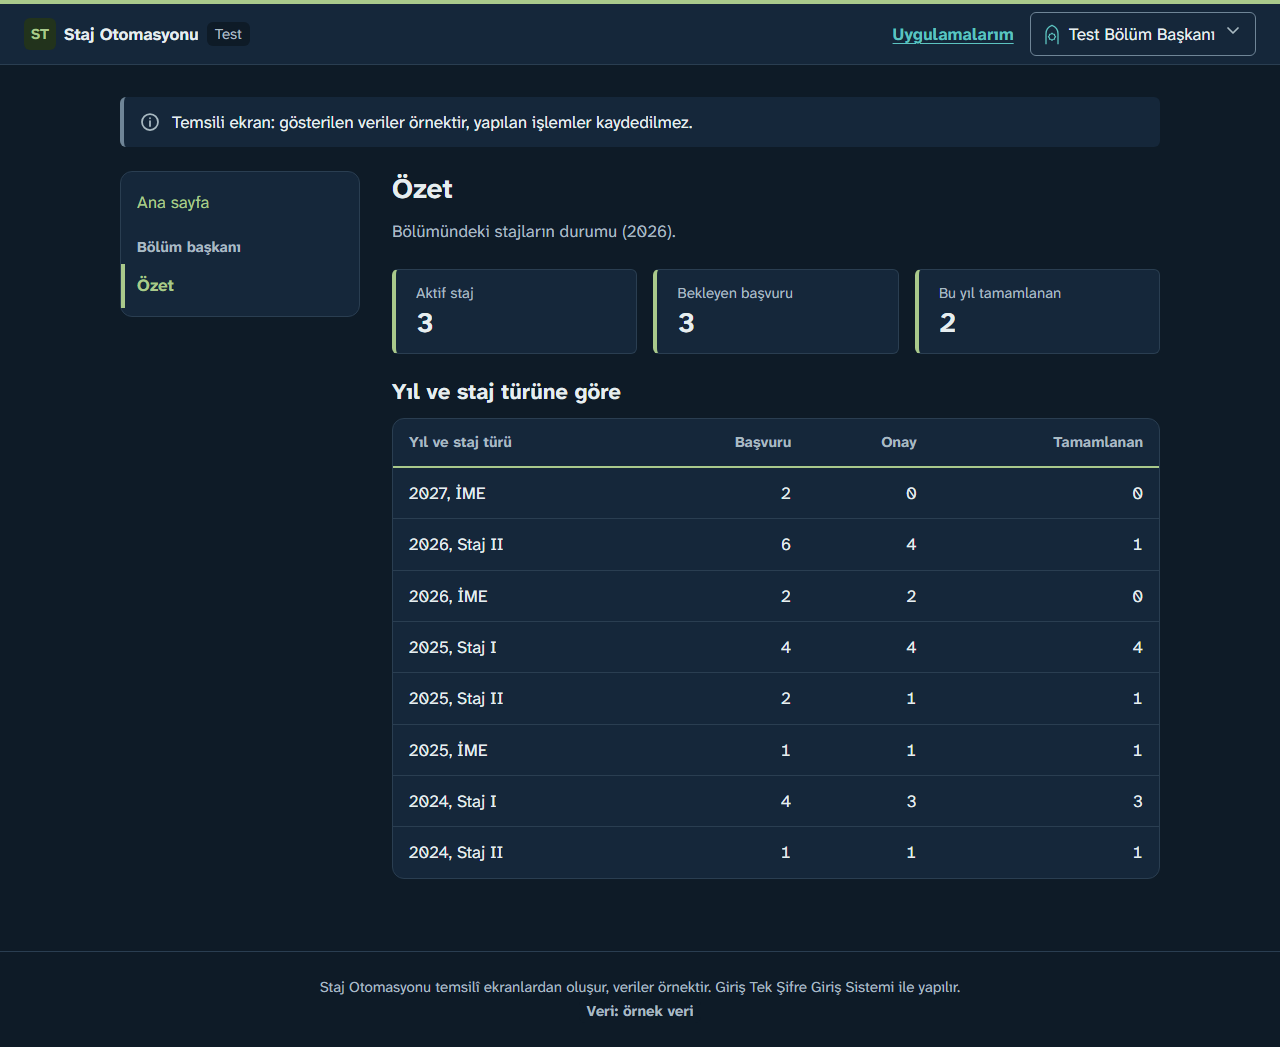 ST Staj Otomasyonu Test
Uygulamalarım
Test Bölüm Başkanı
Temsili ekran: gösterilen veriler örnektir, yapılan işlemler kaydedilmez.
Ana sayfa
Bölüm başkanı
Özet
Özet
Bölümündeki stajların durumu (2026).
Aktif staj
3
Bekleyen başvuru
3
Bu yıl tamamlanan
2
Yıl ve staj türüne göre
Yıl ve staj türü Başvuru Onay Tamamlanan
2027, İME 2 0 0
2026, Staj II 6 4 1
2026, İME 2 2 0
2025, Staj I 4 4 4
2025, Staj II 2 1 1
2025, İME 1 1 1
2024, Staj I 4 3 3
2024, Staj II 1 1 1
Staj Otomasyonu temsilî ekranlardan oluşur, veriler örnektir. Giriş Tek Şifre Giriş Sistemi ile yapılır.
Veri: örnek veri